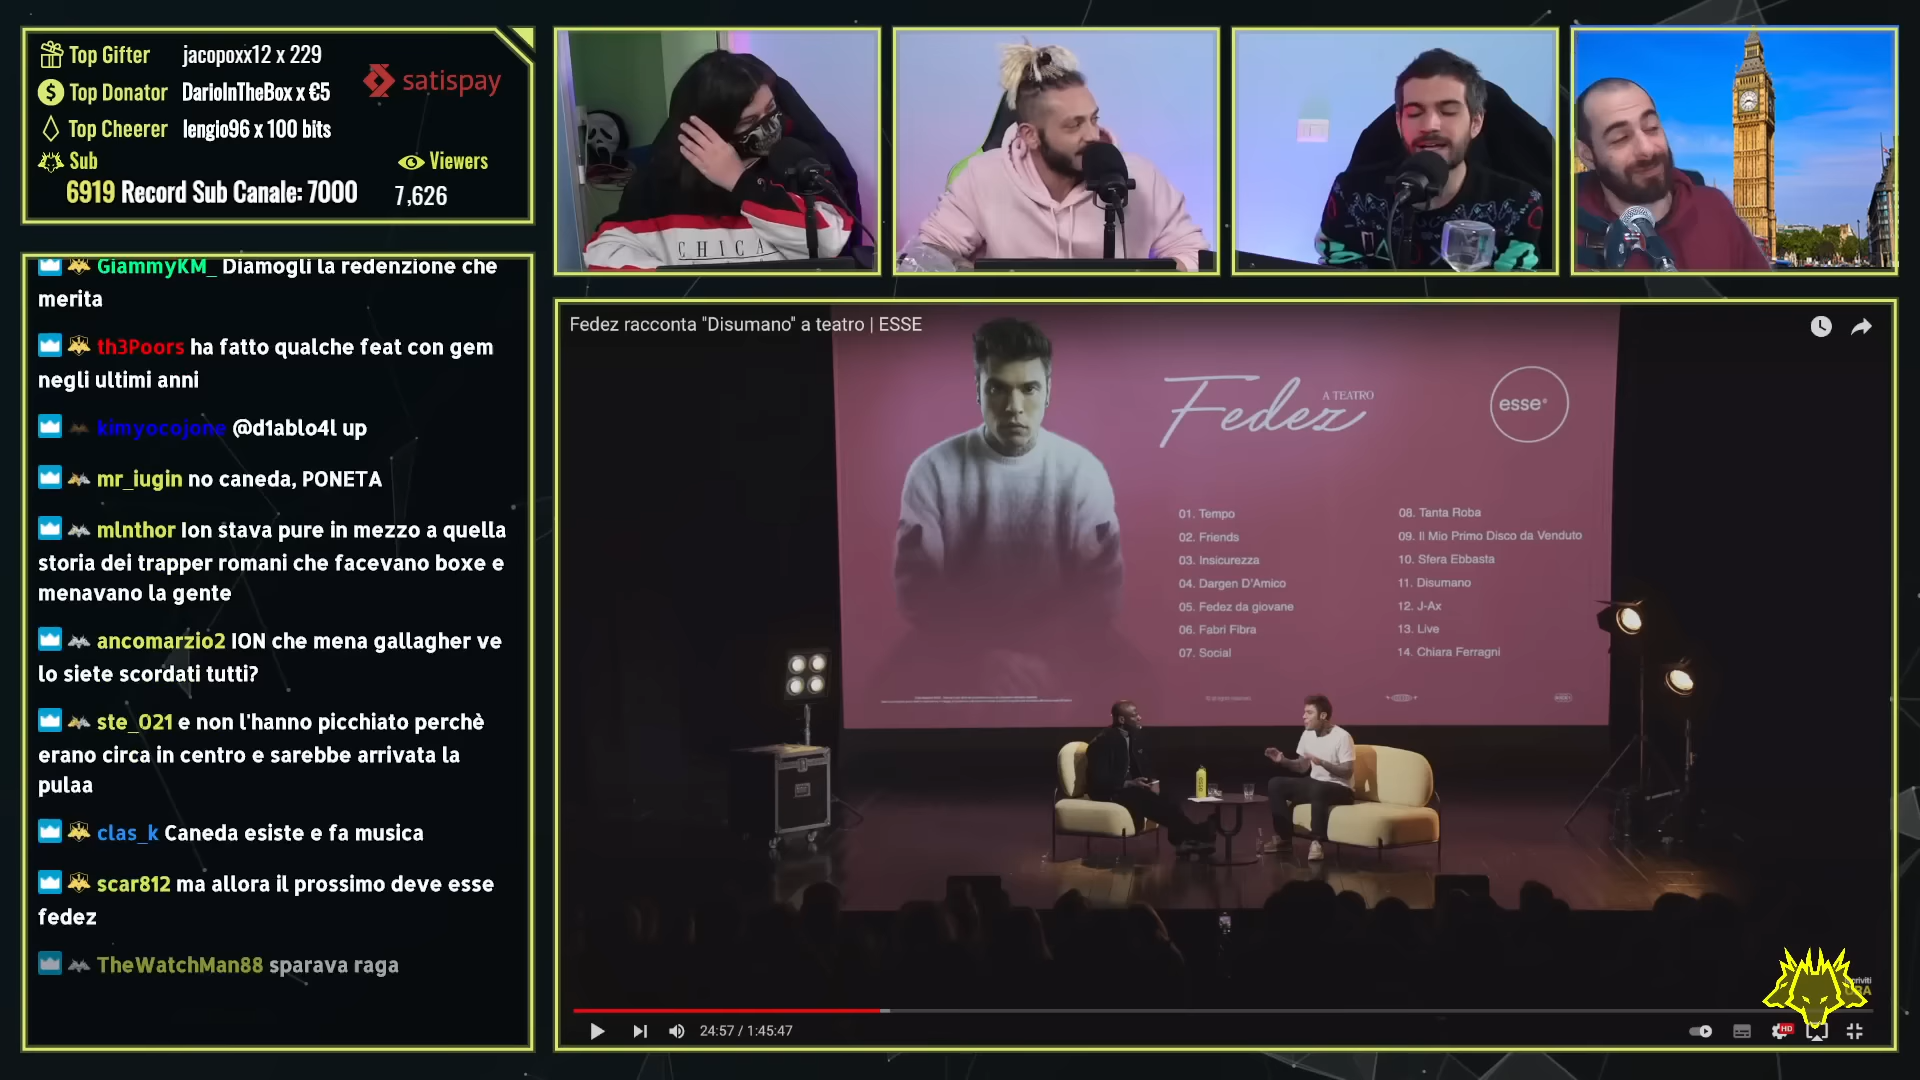 Top Gifter jacopoxx12 x 229
Top Donator DarioInTheBox x €5
satispay
Top Cheerer lengio96 x 100 bits
Sub
Viewers
6919 Record Sub Canale: 7000
7,626
GiammyKM_ Diamogli la redenzione che
merita
th3Poors ha fatto qualche feat con gem
negli ultimi anni
kimyocojone @d1ablo4l up
mr_iugin no caneda, PONETA
mlnthor Ion stava pure in mezzo a quella
storia dei trapper romani che facevano boxe e
menavano la gente
ancomarzio2 ION che mena gallagher ve
lo siete scordati tutti?
ste_021 e non l'hanno picchiato perchè
erano circa in centro e sarebbe arrivata la
pulaa
clas_k Caneda esiste e fa musica
scar812 ma allora il prossimo deve esse
fedez
TheWatchMan88 sparava raga
CHICA
Fedez racconta "Disumano" a teatro | ESSE
Fedez
A TEATRO
esse
01. Tempo
02. Friends
03. Insicurezza
04. Dargen D'Amico
05. Fedez da giovane
06. Fabri Fibra
07. Social
08. Tanta Roba
09. Il Mio Primo Disco da Venduto
10. Sfera Ebbasta
11. Disumano
12. J-Ax
13. Live
14. Chiara Ferragni
24:57 / 1:45:47
HD